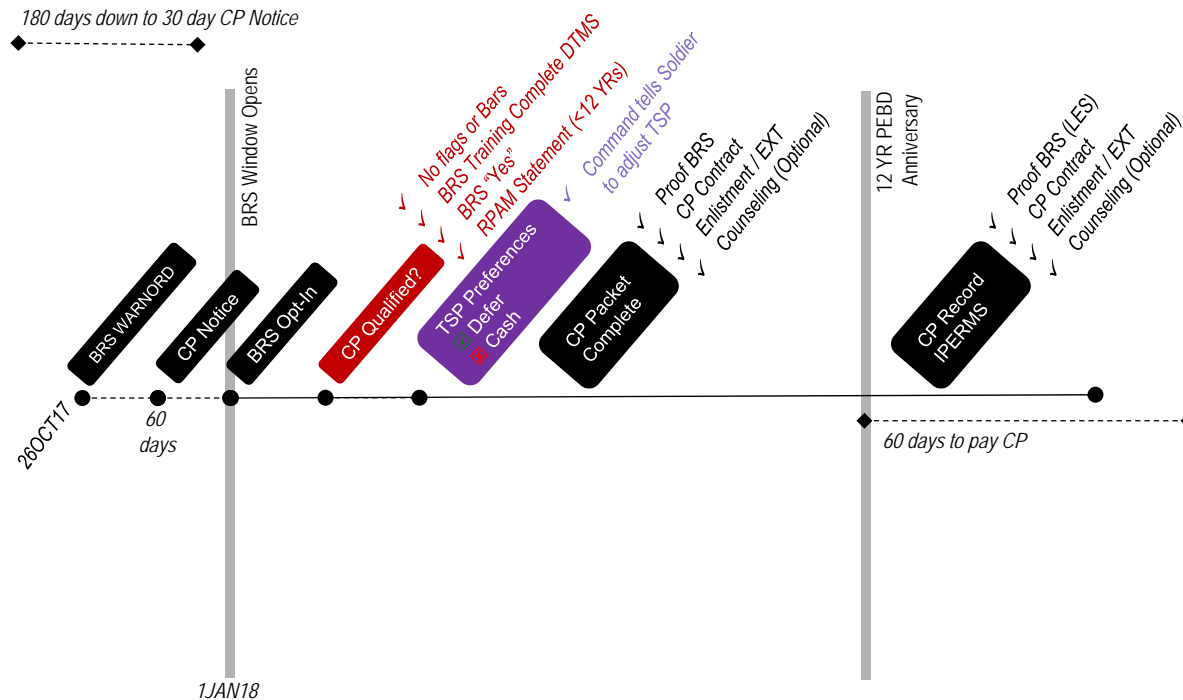 180 days down to 30 day CP Notice
BRS Window Opens
No flags or Bars
BRS Training Complete DTMS
BRS “Yes”
RPAM Statement (<12 YRs)
Command tells Soldier
to adjust TSP
Proof BRS
CP Contract
Enlistment / EXT
Counseling (Optional)
12 YR PEBD
Anniversary
Proof BRS (LES)
CP Contract
Enlistment / EXT
Counseling (Optional)
BRS WARNORD
CP Notice
BRS Opt-In
CP Qualified?
TSP Preferences
Defer
Cash
CP Packet
Complete
CP Record
IPERMS
26OCT17
60
days
60 days to pay CP
1JAN18